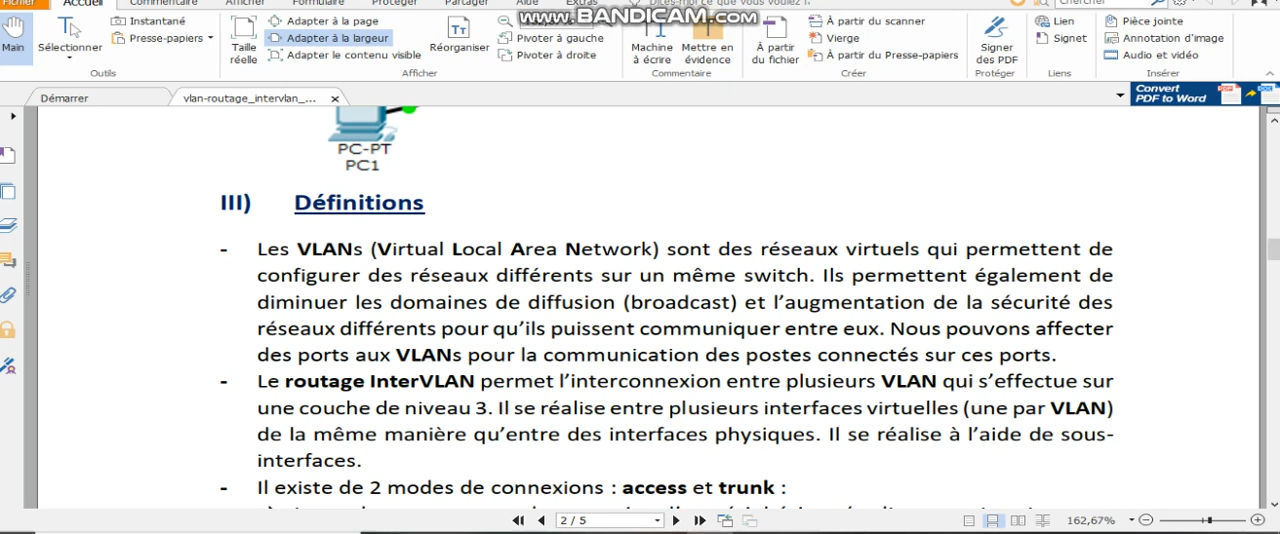 Fichier Accueil Commentaire Afficher Formulaire Protéger Partager Aide Extras Dites-moi ce que vous voulez f. Chercher
www.BANDICAM.com
Main
Sélectionner
Instantané
Presse-papiers
Outils
Taille réelle
Adapter à la page
Adapter à la largeur
Adapter le contenu visible
Réorganiser
Pivoter à gauche
Pivoter à droite
Afficher
Machine à écrire
Mettre en évidence
Commentaire
À partir du fichier
À partir du scanner
Vierge
À partir du Presse-papiers
Créer
Signer des PDF
Protéger
Lien
Signet
Liens
Pièce jointe
Annotation d'image
Audio et vidéo
Insérer
Démarrer
vlan-routage_intervlan_...
Convert
PDF to Word
PC-PT
PC1
III) Définitions
- Les VLANs (Virtual Local Area Network) sont des réseaux virtuels qui permettent de
configurer des réseaux différents sur un même switch. Ils permettent également de
diminuer les domaines de diffusion (broadcast) et l'augmentation de la sécurité des
réseaux différents pour qu'ils puissent communiquer entre eux. Nous pouvons affecter
des ports aux VLANs pour la communication des postes connectés sur ces ports.
- Le routage InterVLAN permet l'interconnexion entre plusieurs VLAN qui s'effectue sur
une couche de niveau 3. Il se réalise entre plusieurs interfaces virtuelles (une par VLAN)
de la même manière qu'entre des interfaces physiques. Il se réalise à l'aide de sous-
interfaces.
- Il existe de 2 modes de connexions : access et trunk :
2 / 5
162,67%